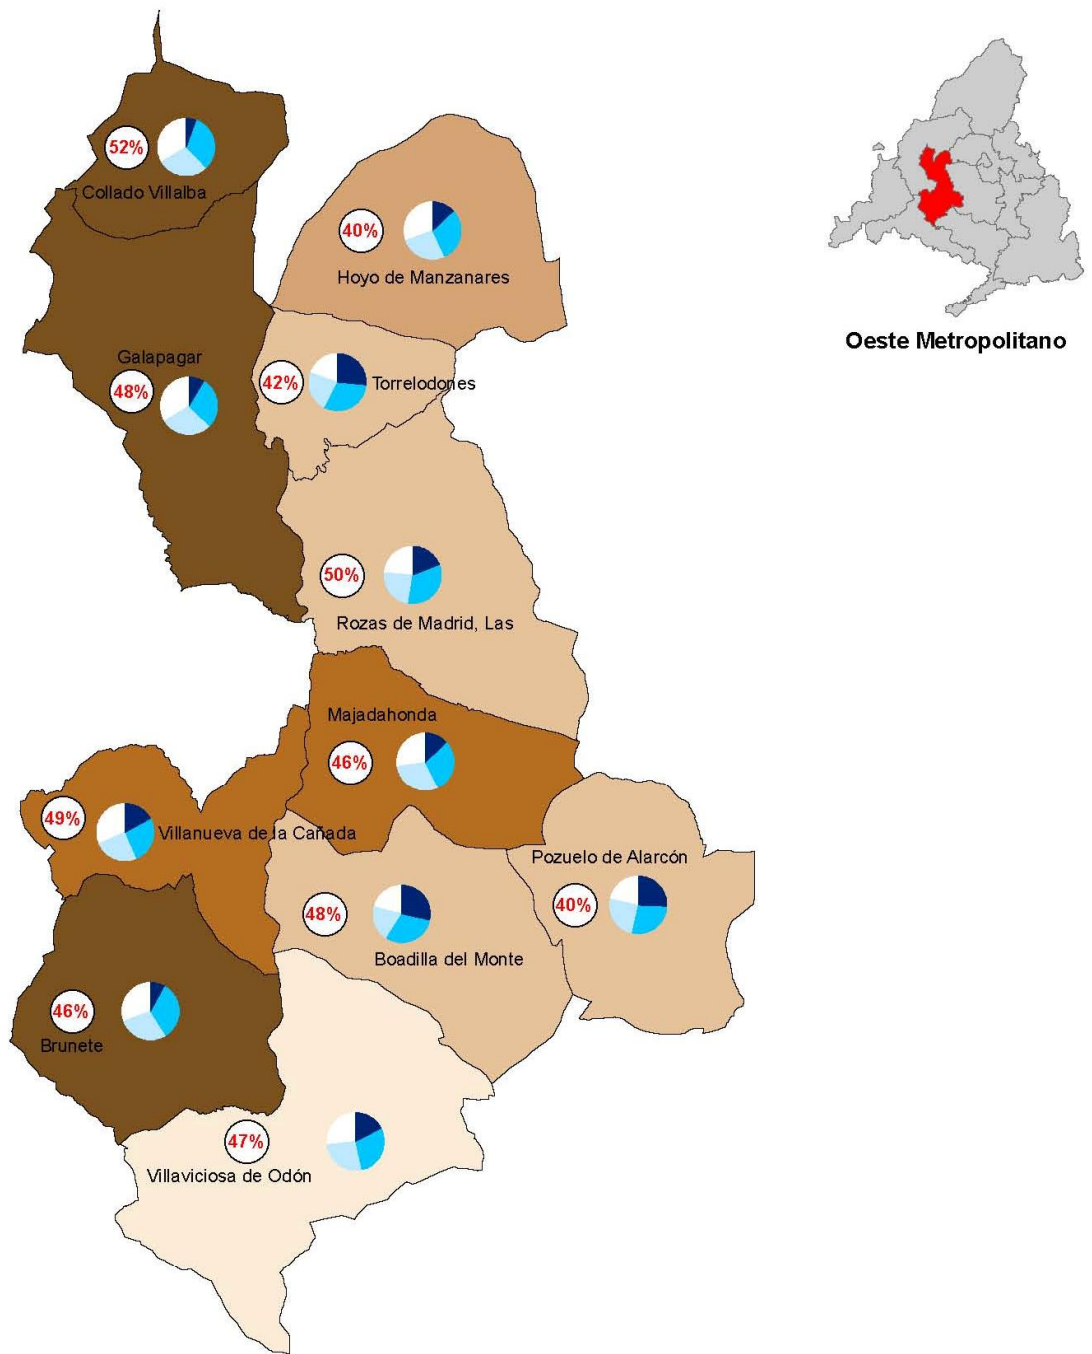 52%
Collado Villalba
40%
Hoyo de Manzanares
Oeste Metropolitano
Galapagar
48%
42%
Torrelodones
50%
Rozas de Madrid, Las
Majadahonda
46%
49%
Villanueva de la Cañada
Pozuelo de Alarcón
40%
48%
Boadilla del Monte
46%
Brunete
47%
Villaviciosa de Odón